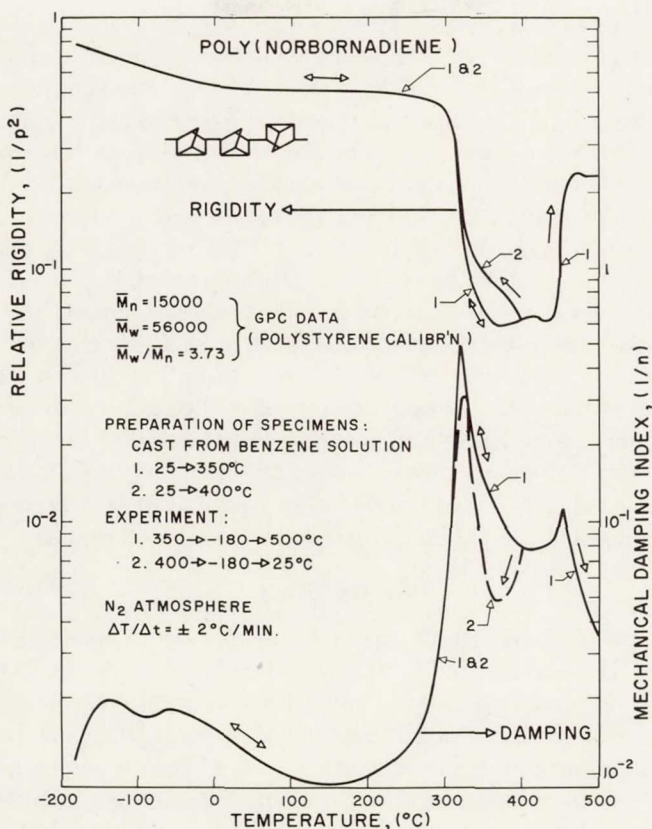 POLY(NORBORNADIENE)
1 & 2
RIGIDITY
2
1
1
M̅n = 15000
M̅w = 56000
M̅w/M̅n = 3.73
GPC DATA
(POLYSTYRENE CALIBR'N)
PREPARATION OF SPECIMENS:
CAST FROM BENZENE SOLUTION
1. 25→350°C
2. 25→400°C
EXPERIMENT:
1. 350→-180→500°C
2. 400→-180→25°C
N2 ATMOSPHERE
ΔT/Δt = ± 2°C/MIN.
1
1
2
1 & 2
DAMPING
RELATIVE RIGIDITY, (1/p²)
1
10⁻¹
10⁻²
MECHANICAL DAMPING INDEX, (1/n)
1
10⁻¹
10⁻²
-200 -100 0 100 200 300 400 500
TEMPERATURE, (°C)